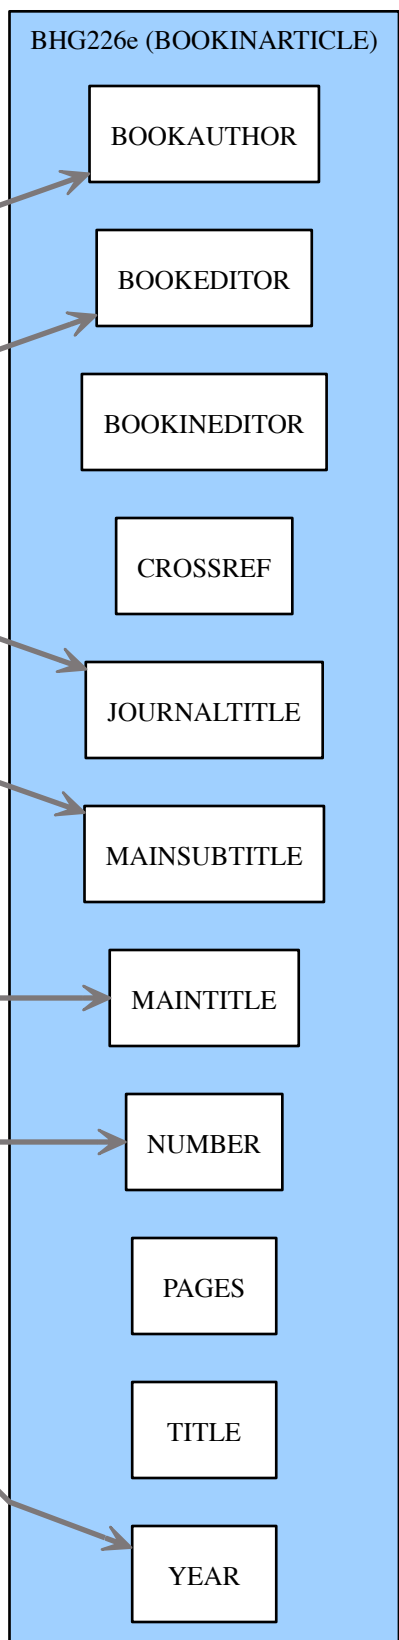 BHG226e (BOOKINARTICLE)
BOOKAUTHOR
BOOKEDITOR
BOOKINEDITOR
CROSSREF
JOURNALTITLE
MAINSUBTITLE
MAINTITLE
NUMBER
PAGES
TITLE
YEAR